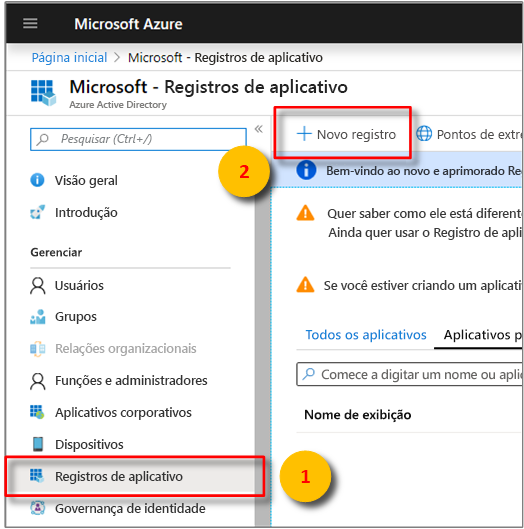 Microsoft Azure
Página inicial > Microsoft - Registros de aplicativo
Microsoft - Registros de aplicativo
Azure Active Directory
Pesquisar (Ctrl+/)
Visão geral
Introdução
Gerenciar
Usuários
Grupos
Relações organizacionais
Funções e administradores
Aplicativos corporativos
Dispositivos
Registros de aplicativo
Governança de identidade
1
2
Novo registro
Pontos de extre
Bem-vindo ao novo e aprimorado Re
Quer saber como ele está diferent
Ainda quer usar o Registro de apli
Se você estiver criando um aplicati
Todos os aplicativos Aplicativos p
Comece a digitar um nome ou aplic
Nome de exibição